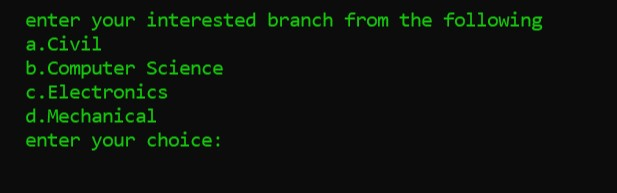 enter your interested branch from the following
a.Civil
b.Computer Science
c.Electronics
d.Mechanical
enter your choice: